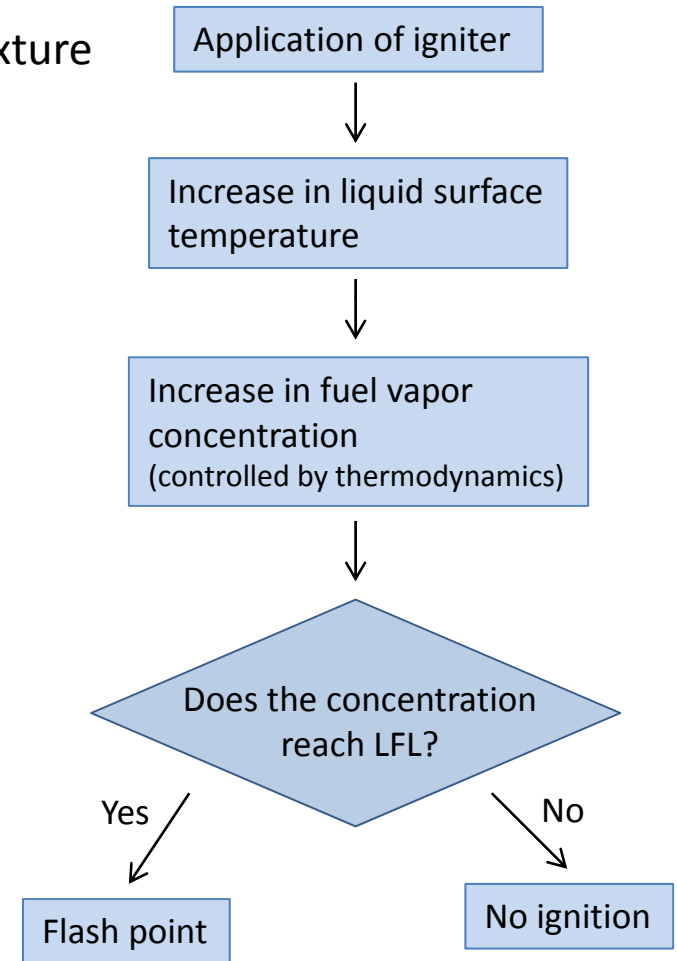 xture
Application of igniter
Increase in liquid surface
temperature
Increase in fuel vapor
concentration
(controlled by thermodynamics)
Does the concentration
reach LFL?
Yes
No
Flash point
No ignition